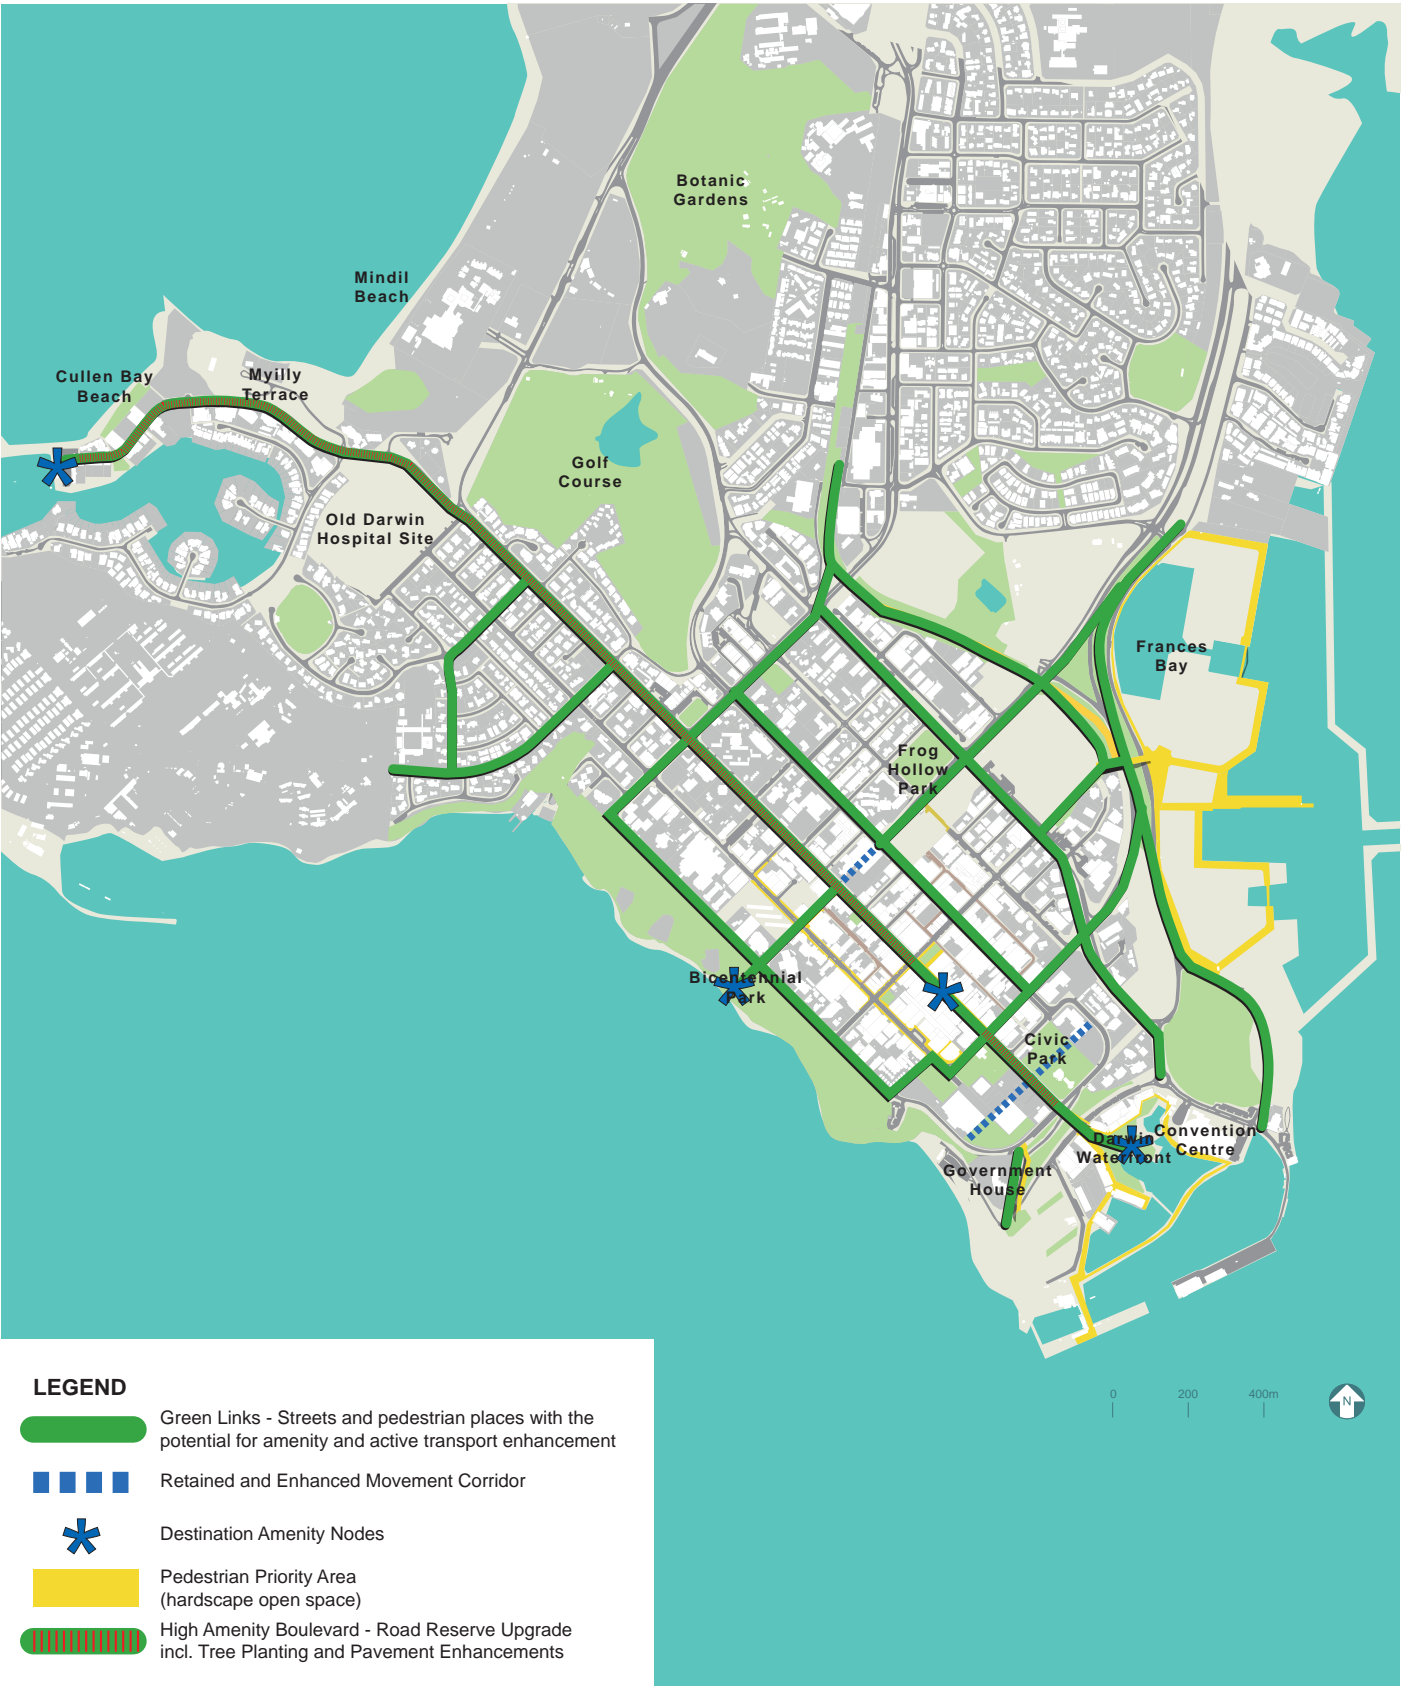 Botanic
Gardens
Mindil
Beach
Cullen Bay
Beach
Myilly
Terrace
Golf
Course
Old Darwin
Hospital Site
Frances
Bay
Frog
Hollow
Park
Bicentennial
Park
Civic
Park
Darwin
Waterfront
Convention
Centre
Government
House
0 200 400m
N
LEGEND
Green Links - Streets and pedestrian places with the
potential for amenity and active transport enhancement
Retained and Enhanced Movement Corridor
Destination Amenity Nodes
Pedestrian Priority Area
(hardscape open space)
High Amenity Boulevard - Road Reserve Upgrade
incl. Tree Planting and Pavement Enhancements